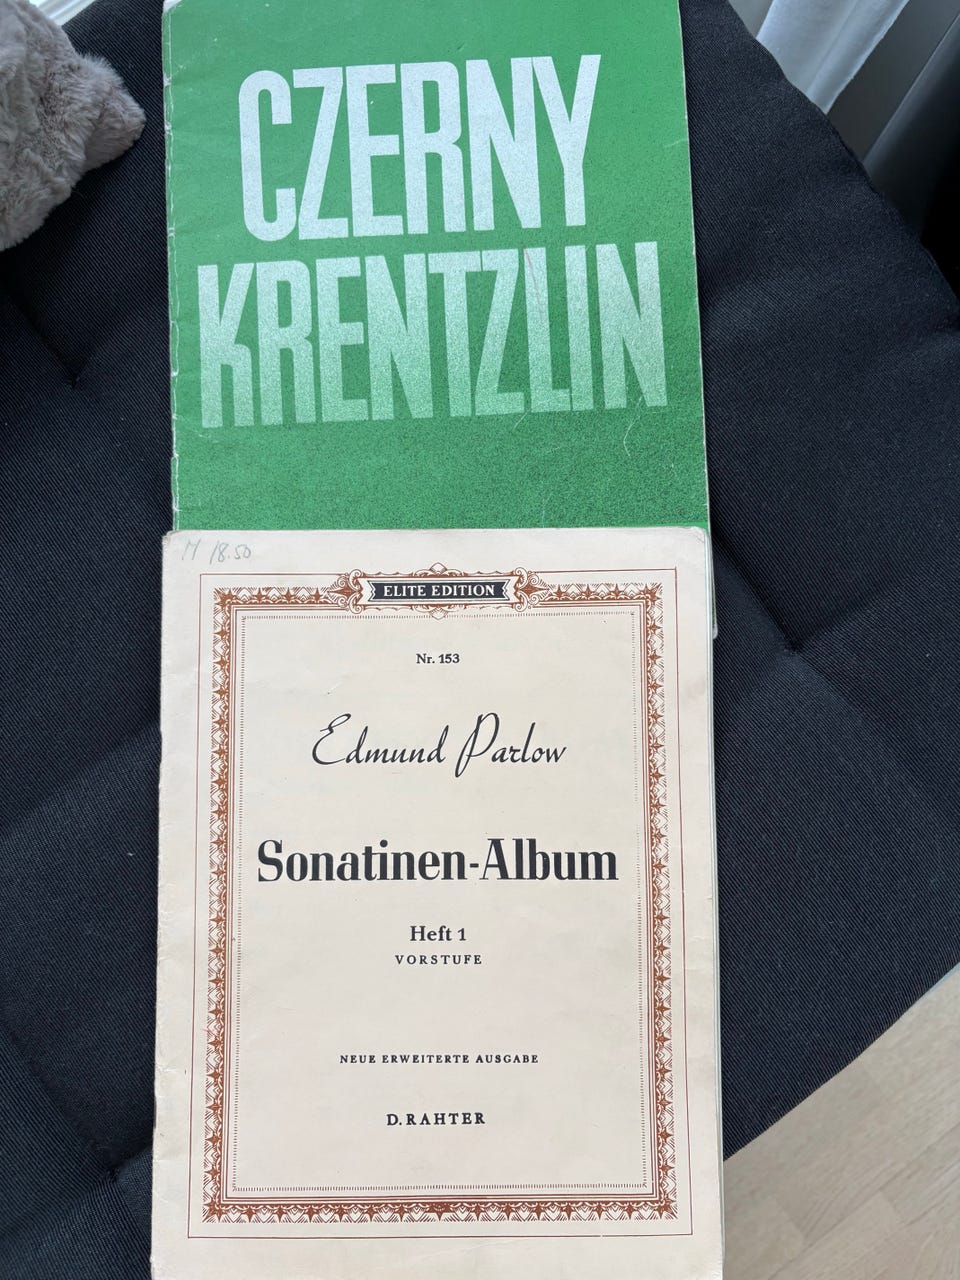 CZERNY
KRENTZLIN
M 18.50
ELITE EDITION
Nr. 153
Edmund Parlow
Sonatinen-Album
Heft 1
VORSTUFE
NEUE ERWEITERTE AUSGABE
D. RAHTER